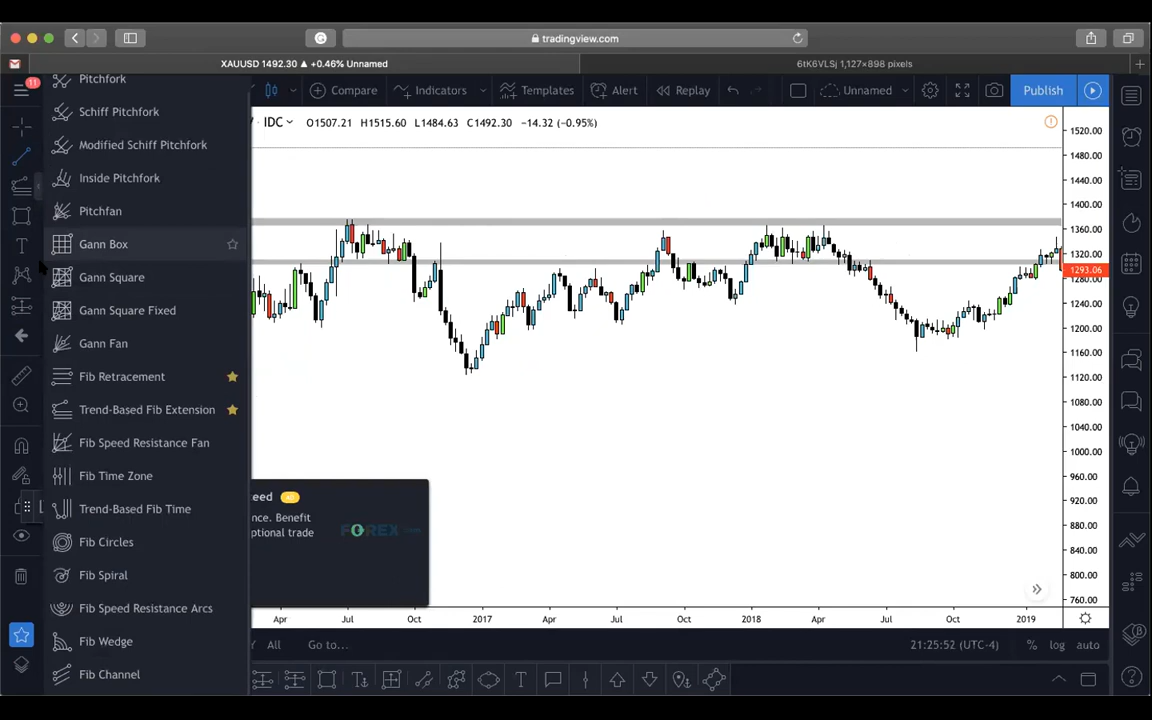 tradingview.com
XAUUSD 1492.30 ▲ +0.46% Unnamed
6tK6VLSj 1,127×898 pixels
11
Compare
Indicators
Templates
Alert
Replay
Unnamed
Publish
Pitchfork
Schiff Pitchfork
Modified Schiff Pitchfork
Inside Pitchfork
Pitchfan
Gann Box
Gann Square
Gann Square Fixed
Gann Fan
Fib Retracement
Trend-Based Fib Extension
Fib Speed Resistance Fan
Fib Time Zone
Trend-Based Fib Time
Fib Circles
Fib Spiral
Fib Speed Resistance Arcs
Fib Wedge
Fib Channel
IDC
O1507.21 H1515.60 L1484.63 C1492.30 −14.32 (−0.95%)
1520.00
1480.00
1440.00
1400.00
1360.00
1320.00
1293.06
1280.00
1240.00
1200.00
1160.00
1120.00
1080.00
1040.00
1000.00
960.00
920.00
880.00
840.00
800.00
760.00
eed
nce. Benefit
ptional trade
FOREX
Apr Jul Oct 2017 Apr Jul Oct 2018 Apr Jul Oct 2019
All Go to... 21:25:52 (UTC-4) % log auto